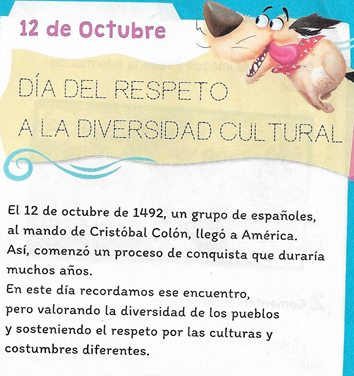 12 de Octubre
DÍA DEL RESPETO
A LA DIVERSIDAD CULTURAL
El 12 de octubre de 1492, un grupo de españoles,
al mando de Cristóbal Colón, llegó a América.
Así, comenzó un proceso de conquista que duraría
muchos años.
En este día recordamos ese encuentro,
pero valorando la diversidad de los pueblos
y sosteniendo el respeto por las culturas y
costumbres diferentes.